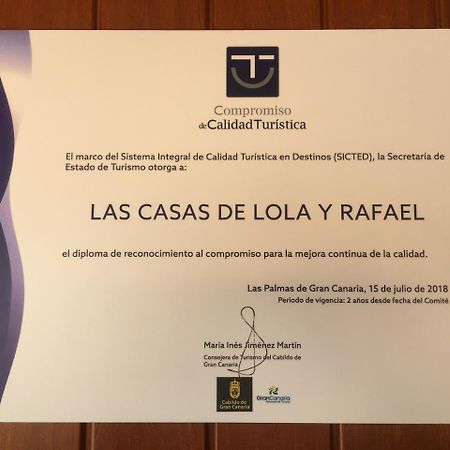 Compromiso
de Calidad Turística
El marco del Sistema Integral de Calidad Turística en Destinos (SICTED), la Secretaría de
Estado de Turismo otorga a:
LAS CASAS DE LOLA Y RAFAEL
el diploma de reconocimiento al compromiso para la mejora continua de la calidad.
Las Palmas de Gran Canaria, 15 de julio de 2018
Periodo de vigencia: 2 años desde fecha del Comité
María Inés Jiménez Martín
Consejera de Turismo del Cabildo de
Gran Canaria
Cabildo de
Gran Canaria
GranCanaria